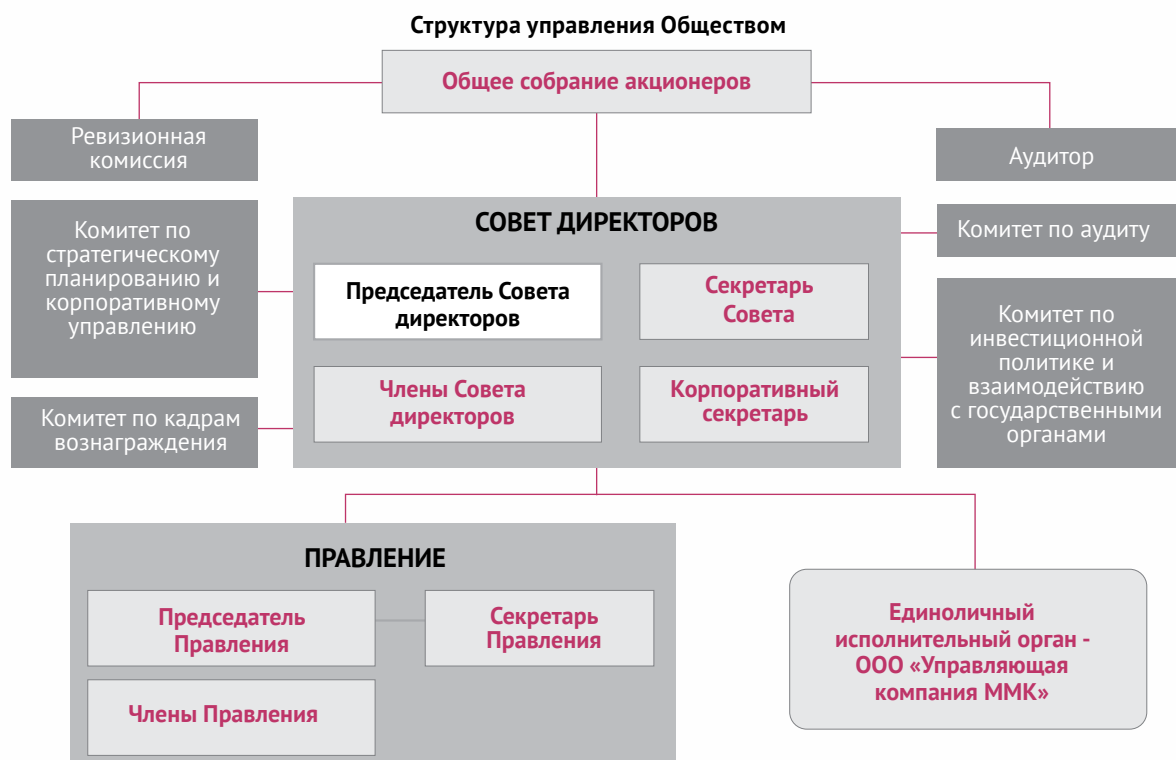 Структура управления Обществом
Общее собрание акционеров
Ревизионная
комиссия
Аудитор
Комитет по
стратегическому
планированию и
корпоративному
управлению
СОВЕТ ДИРЕКТОРОВ
Комитет по аудиту
Председатель Совета
директоров
Секретарь
Совета
Члены Совета
директоров
Корпоративный
секретарь
Комитет по
инвестиционной
политике и
взаимодействию
с государственными
органами
Комитет по кадрам
вознаграждения
ПРАВЛЕНИЕ
Председатель
Правления
Секретарь
Правления
Члены Правления
Единоличный
исполнительный орган -
ООО «Управляющая
компания ММК»